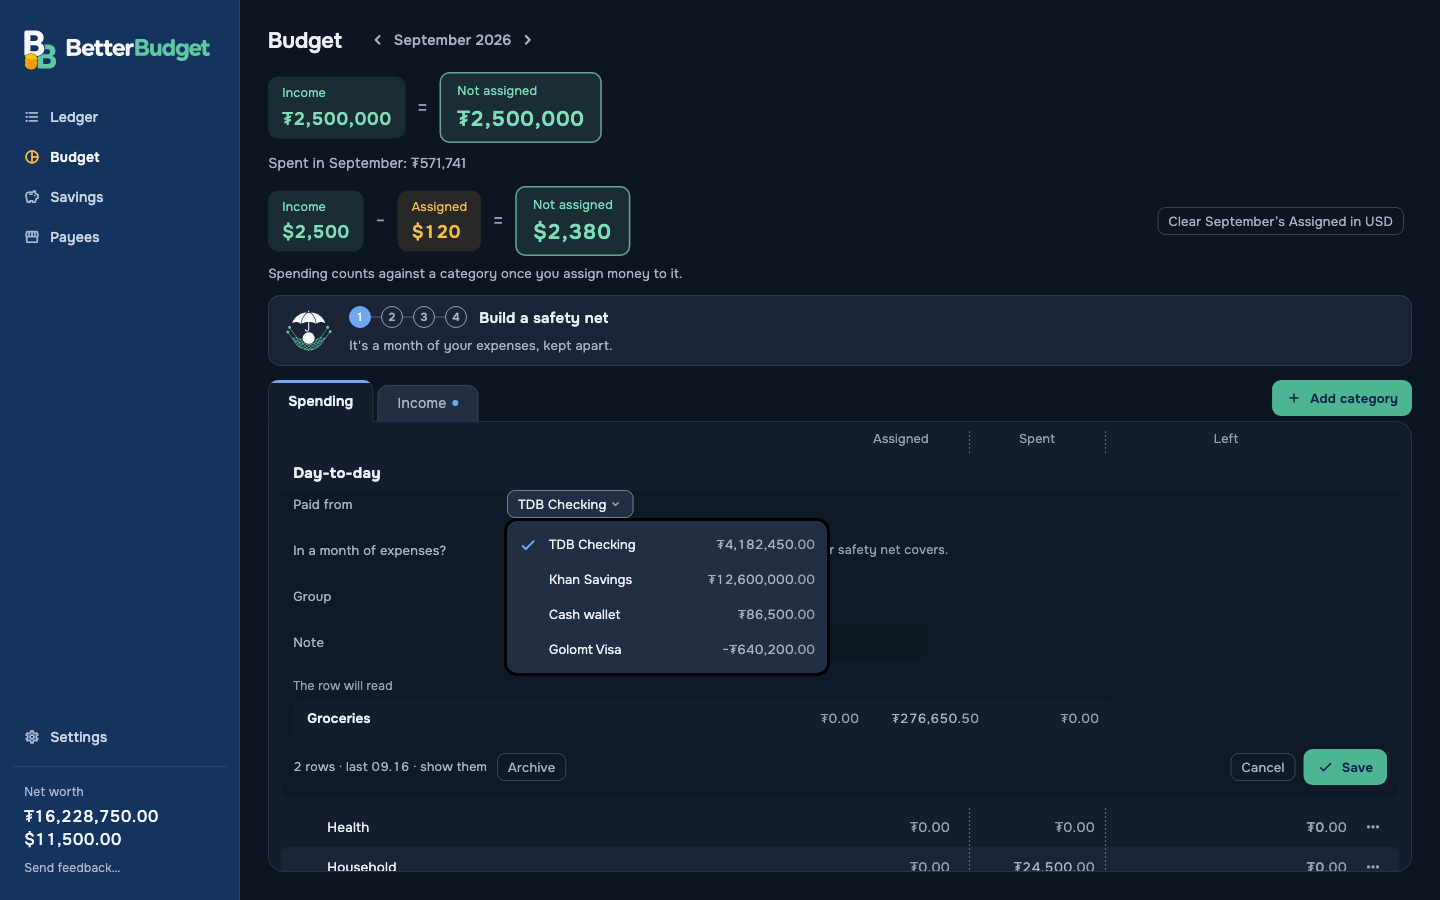 BetterBudget
Ledger
Budget
Savings
Payees
Settings
Net worth
₮16,228,750.00
$11,500.00
Send feedback...
Budget
September 2026
Income
₮2,500,000
=
Not assigned
₮2,500,000
Spent in September: ₮571,741
Income
$2,500
-
Assigned
$120
=
Not assigned
$2,380
Clear September's Assigned in USD
Spending counts against a category once you assign money to it.
1 2 3 4 Build a safety net
It's a month of your expenses, kept apart.
Spending
Income
+ Add category
Assigned Spent Left
Day-to-day
Paid from TDB Checking
TDB Checking ₮4,182,450.00
In a month of expenses? r safety net covers.
Khan Savings ₮12,600,000.00
Group
Cash wallet ₮86,500.00
Note
Golomt Visa -₮640,200.00
The row will read
Groceries ₮0.00 ₮276,650.50 ₮0.00
2 rows · last 09.16 · show them Archive Cancel Save
Health ₮0.00 ₮0.00 ₮0.00 •••
Household ₮0.00 ₮24,500.00 ₮0.00 •••